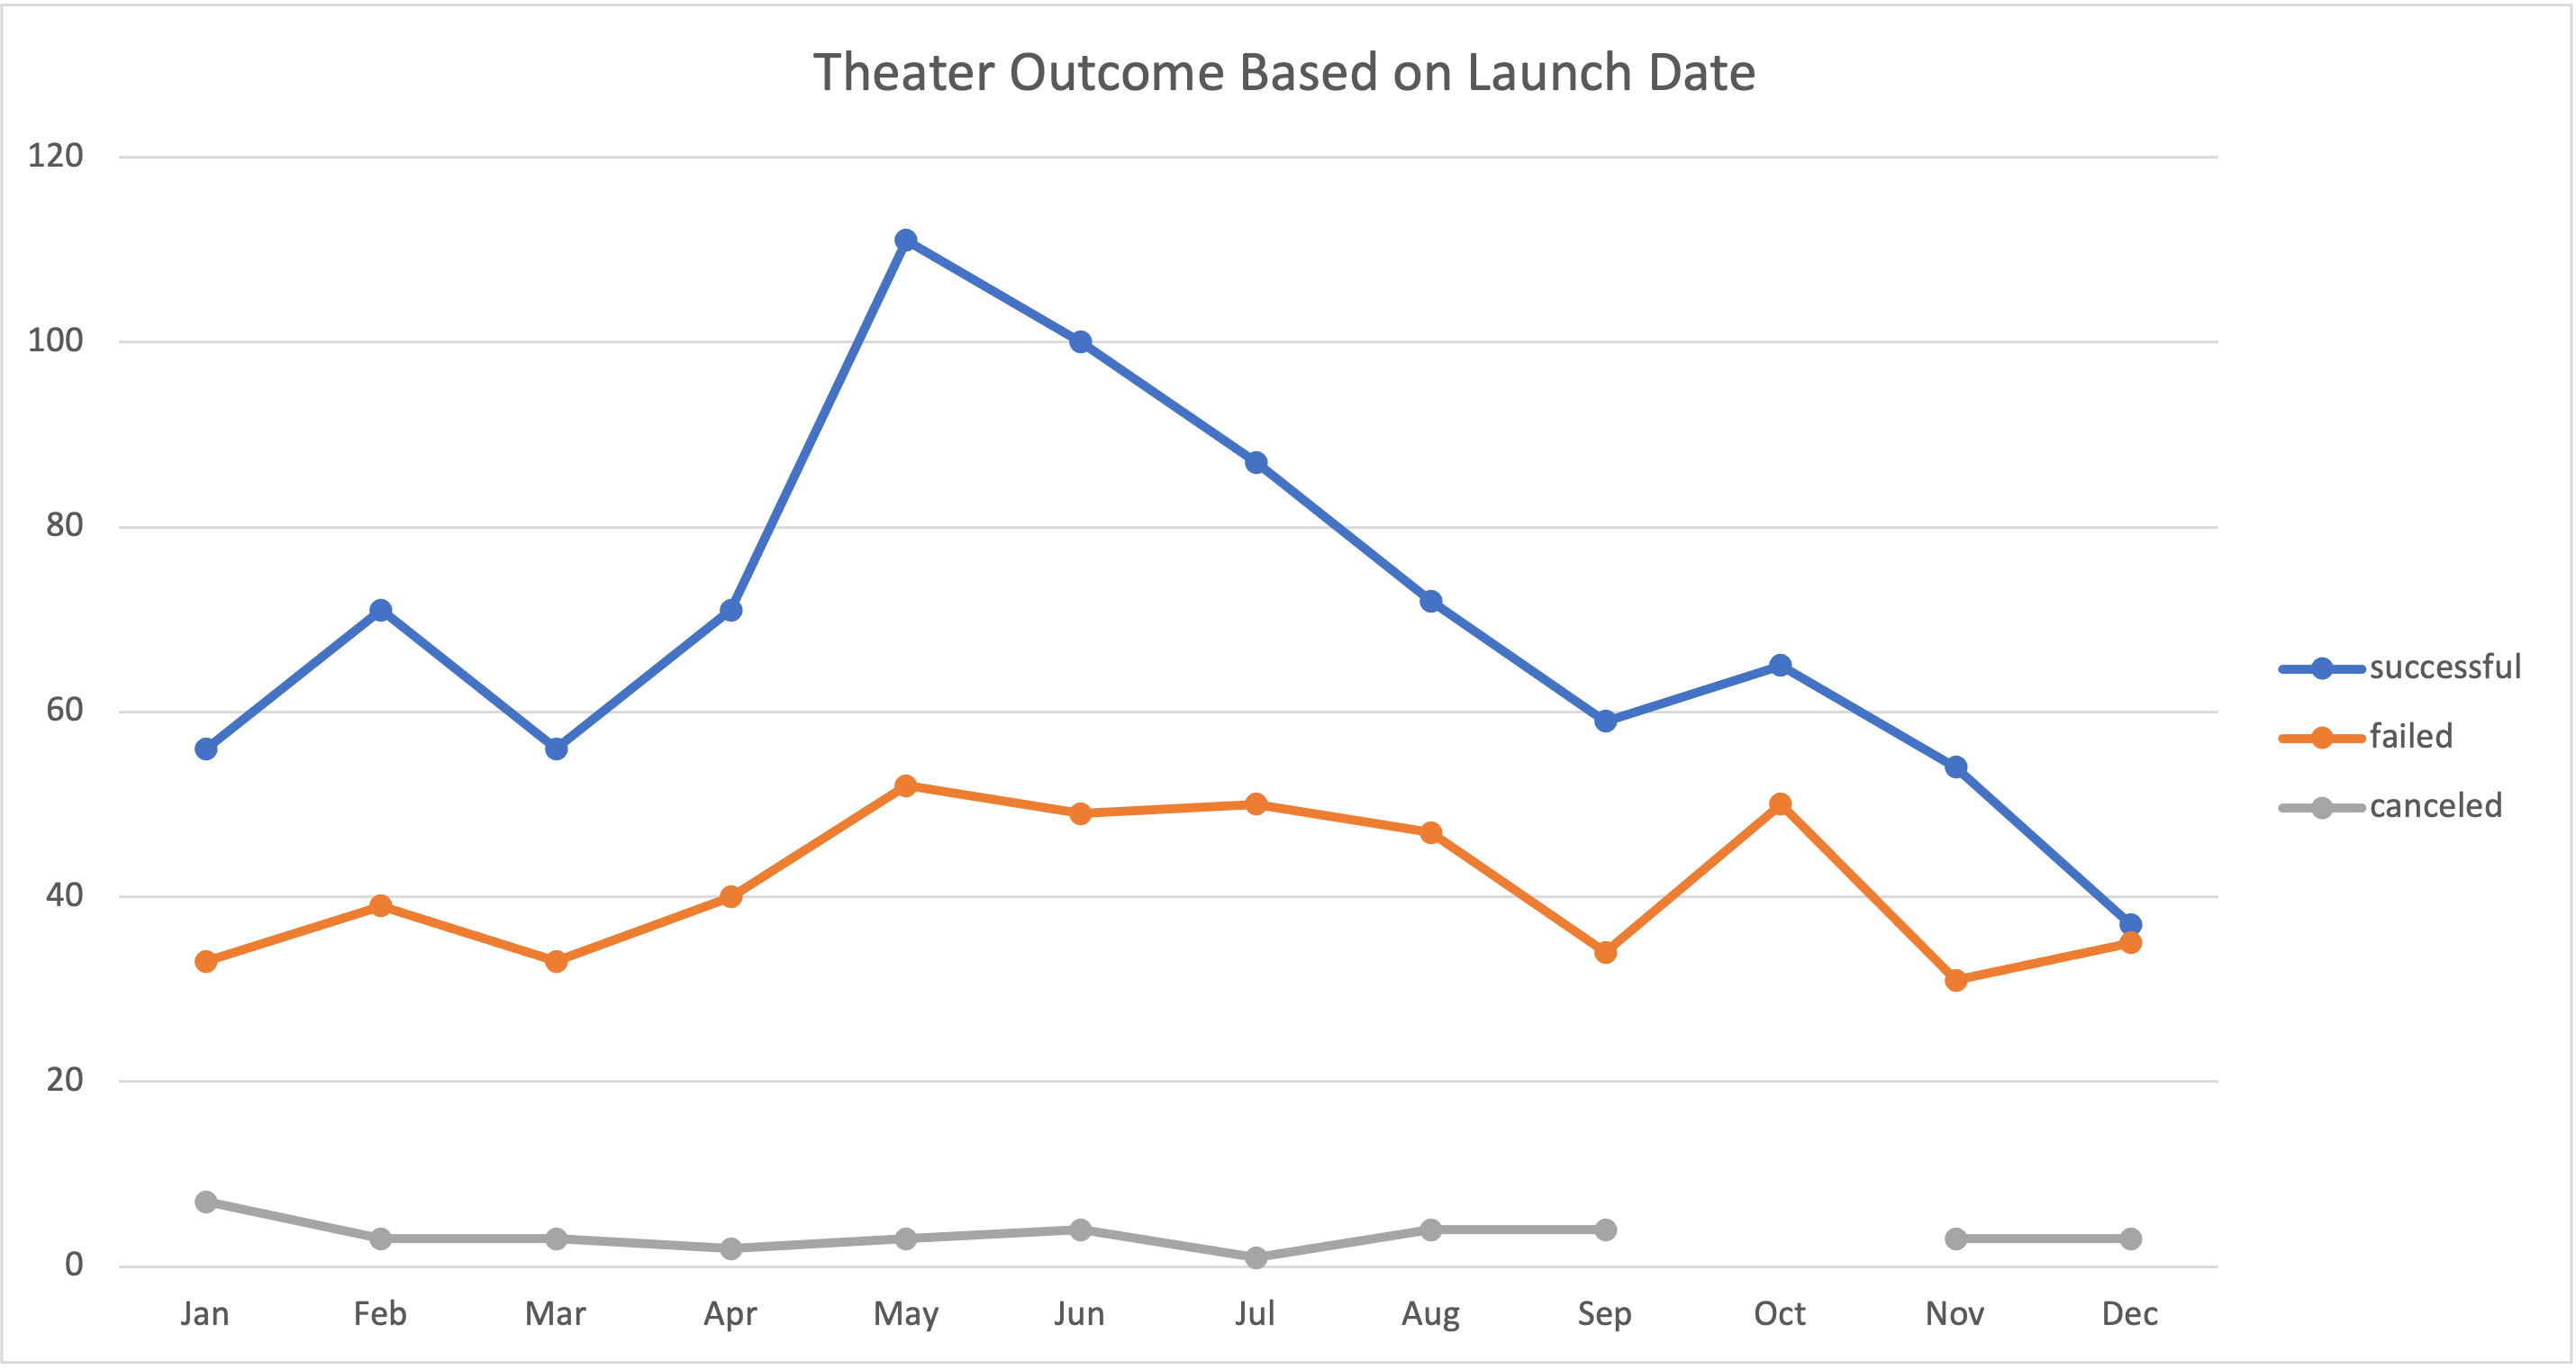 Theater Outcome Based on Launch Date
120
100
80
60
40
20
0
Jan Feb Mar Apr May Jun Jul Aug Sep Oct Nov Dec
successful
failed
canceled